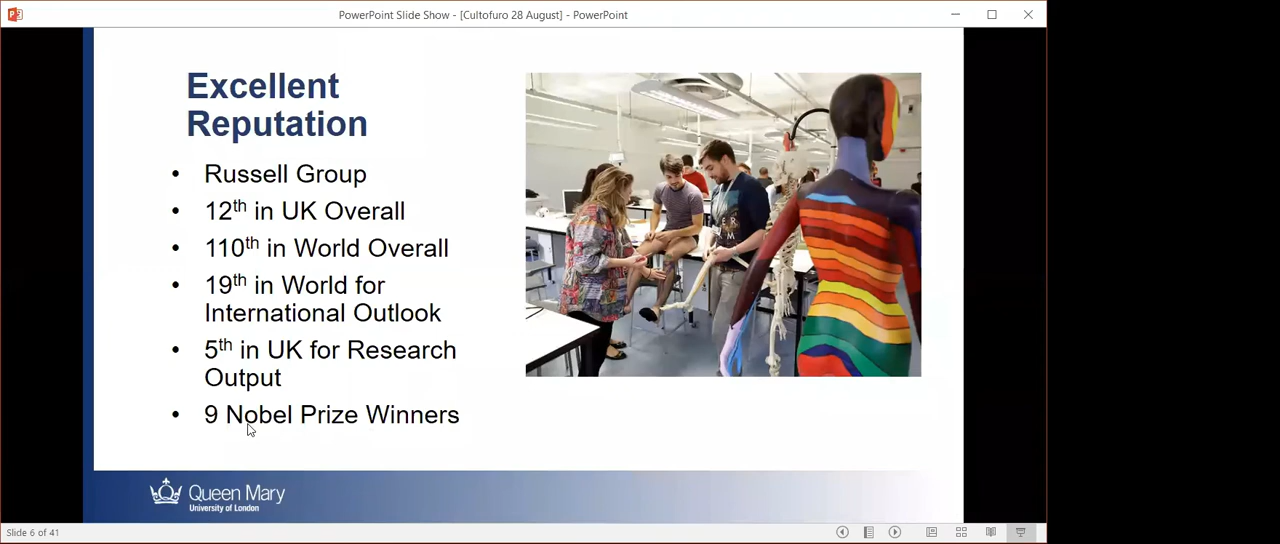 PowerPoint Slide Show - [Cultofuro 28 August] - PowerPoint
Excellent
Reputation
• Russell Group
• 12th in UK Overall
• 110th in World Overall
• 19th in World for
International Outlook
• 5th in UK for Research
Output
• 9 Nobel Prize Winners
Queen Mary
University of London
Slide 6 of 41